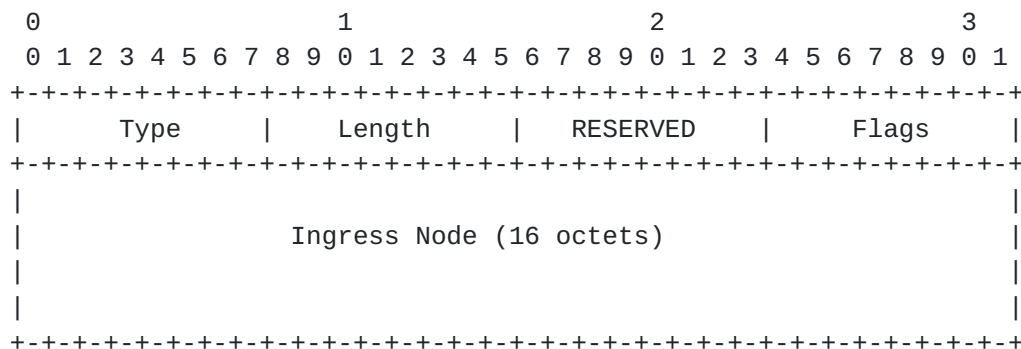 0                   1                   2                   3
 0 1 2 3 4 5 6 7 8 9 0 1 2 3 4 5 6 7 8 9 0 1 2 3 4 5 6 7 8 9 0 1
+-+-+-+-+-+-+-+-+-+-+-+-+-+-+-+-+-+-+-+-+-+-+-+-+-+-+-+-+-+-+-+-+
|      Type     |    Length     |   RESERVED    |     Flags     |
+-+-+-+-+-+-+-+-+-+-+-+-+-+-+-+-+-+-+-+-+-+-+-+-+-+-+-+-+-+-+-+-+
|                                                               |
|                 Ingress Node (16 octets)                      |
|                                                               |
|                                                               |
+-+-+-+-+-+-+-+-+-+-+-+-+-+-+-+-+-+-+-+-+-+-+-+-+-+-+-+-+-+-+-+-+